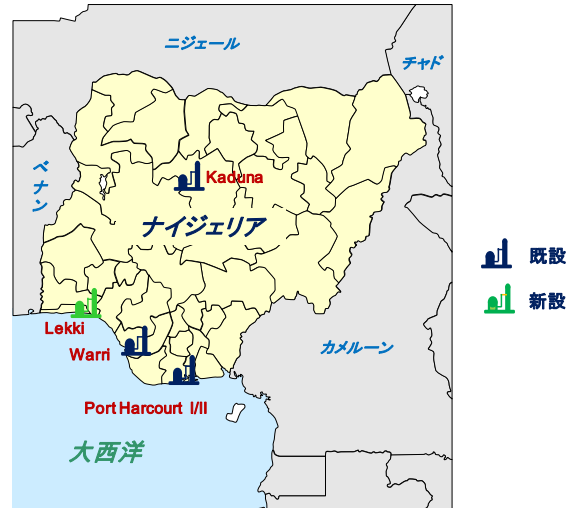 ニジェール
チャド
ベナン
Kaduna
ナイジェリア
既設
新設
Lekki
Warri
カメルーン
Port Harcourt I/II
大西洋